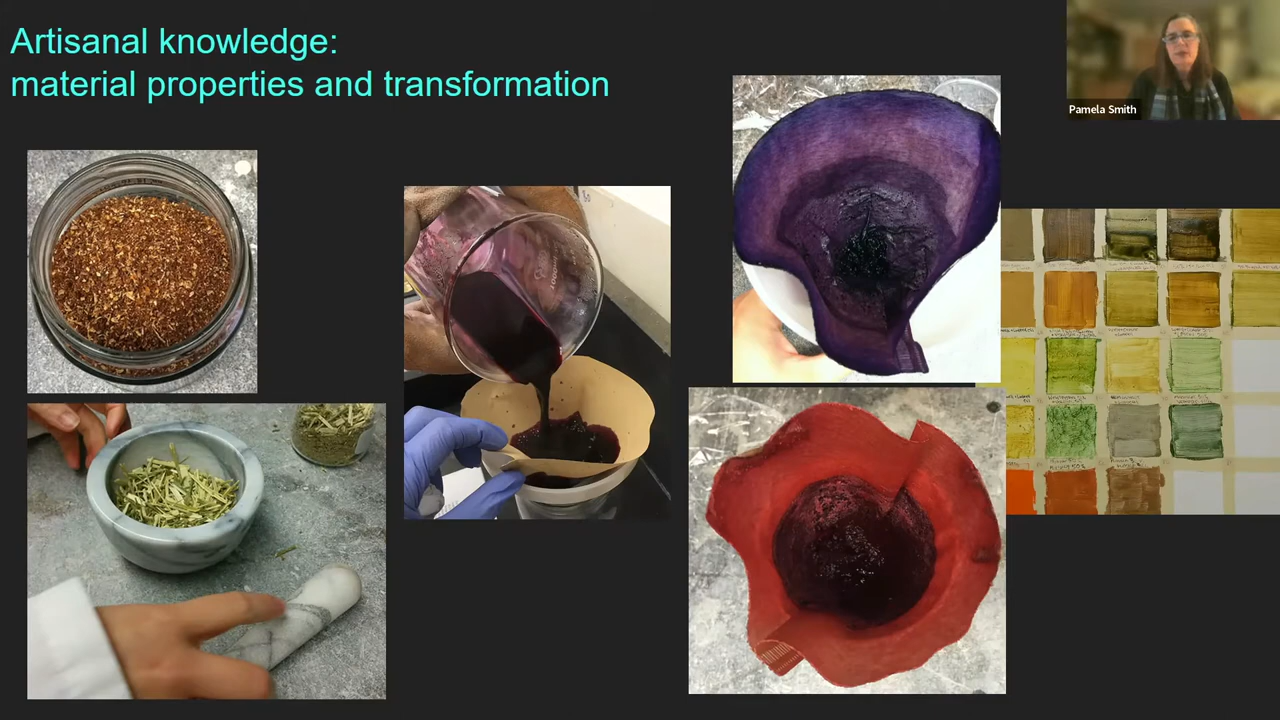 Artisanal knowledge:
material properties and transformation
Pamela Smith